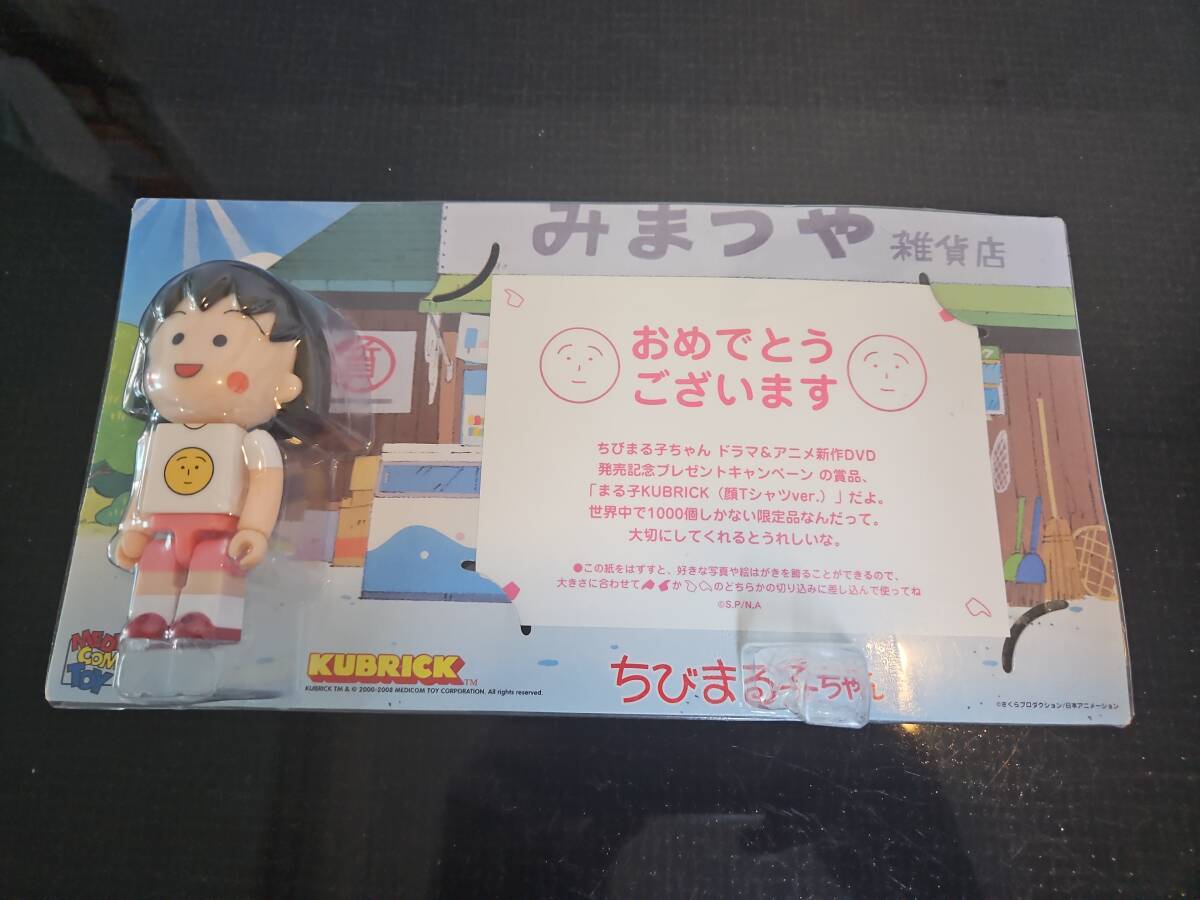 みまつや 雑貨店
質
おめでとう
ございます
ちびまる子ちゃん ドラマ&アニメ新作DVD
発売記念プレゼントキャンペーン の賞品、
「まる子KUBRICK（顔Tシャツver.）」だよ。
世界中で1000個しかない限定品なんだって。
大切にしてくれるとうれしいな。
●この紙をはずすと、好きな写真や絵はがきを飾ることができるので、
大きさに合わせて か のどちらかの切り込みに差し込んで使ってね
©S.P/N.A
MEDICOM TOY
KUBRICK TM
KUBRICK TM & © 2000-2008 MEDICOM TOY CORPORATION. All rights reserved.
ちびまる子ちゃん
©さくらプロダクション/日本アニメーション